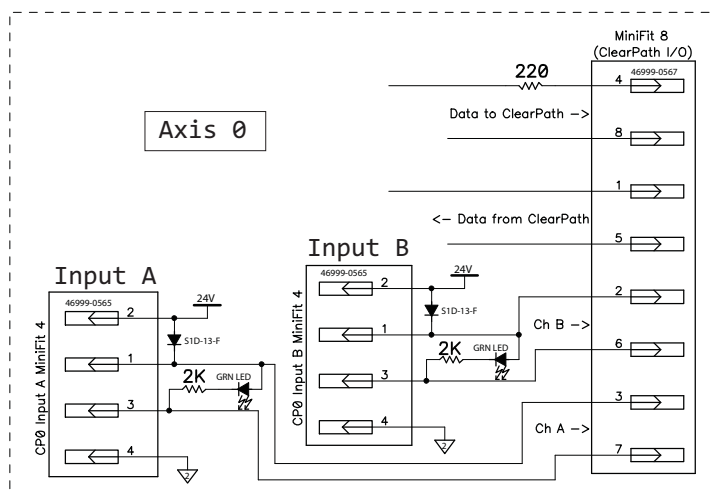 MiniFit 8
(ClearPath I/O)
46999-0567
220
4
Data to ClearPath ->
8
Axis 0
1
<- Data from ClearPath
5
Input B
46999-0565
2
24V
S1D-13-F
1
2K
GRN LED
3
4
2
CP0 Input B MiniFit 4
Input A
46999-0565
2
24V
S1D-13-F
1
2K
GRN LED
3
4
2
CP0 Input A MiniFit 4
2
Ch B ->
6
3
Ch A ->
7